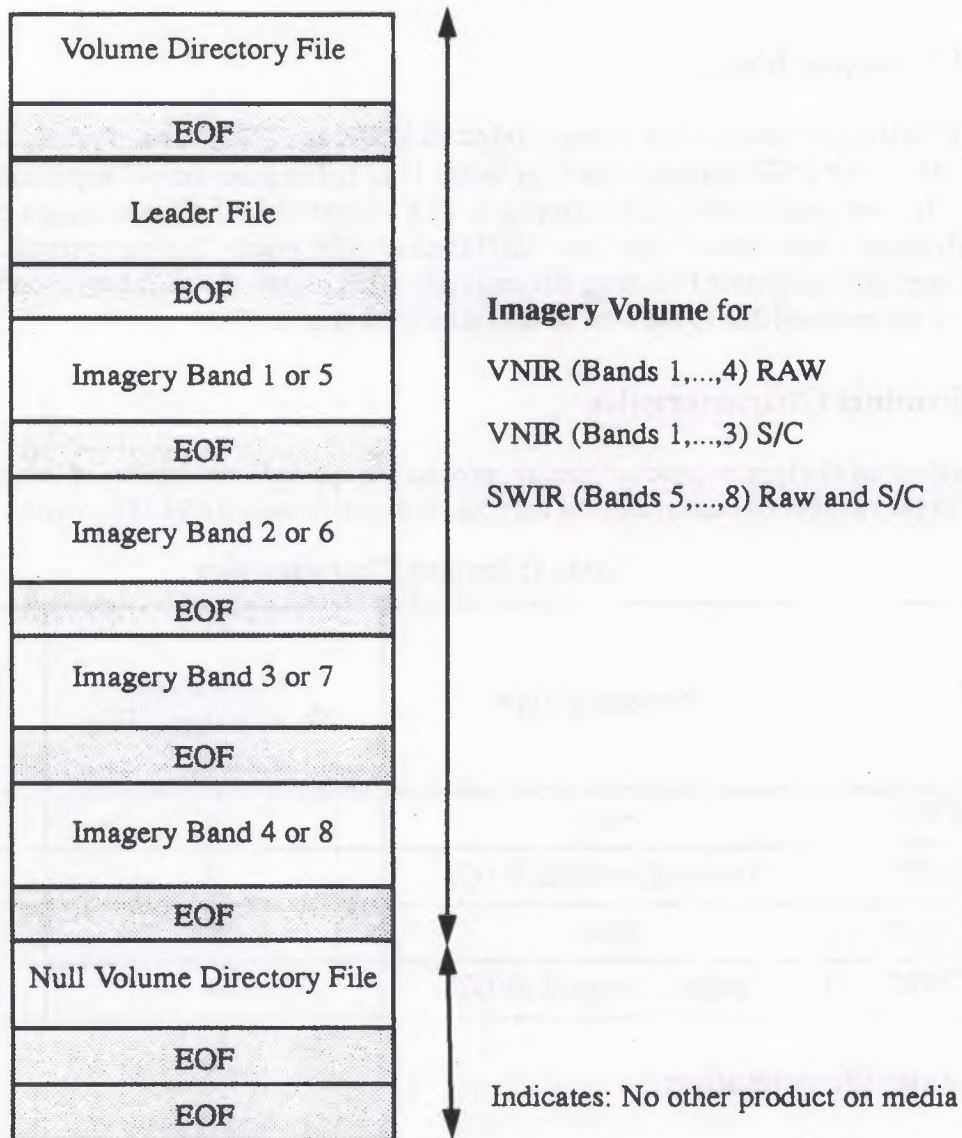 Volume Directory File
EOF
Leader File
EOF
Imagery Band 1 or 5
EOF
Imagery Band 2 or 6
EOF
Imagery Band 3 or 7
EOF
Imagery Band 4 or 8
EOF
Null Volume Directory File
EOF
EOF
Imagery Volume for
VNIR (Bands 1,...,4) RAW
VNIR (Bands 1,...,3) S/C
SWIR (Bands 5,...,8) Raw and S/C
Indicates: No other product on media